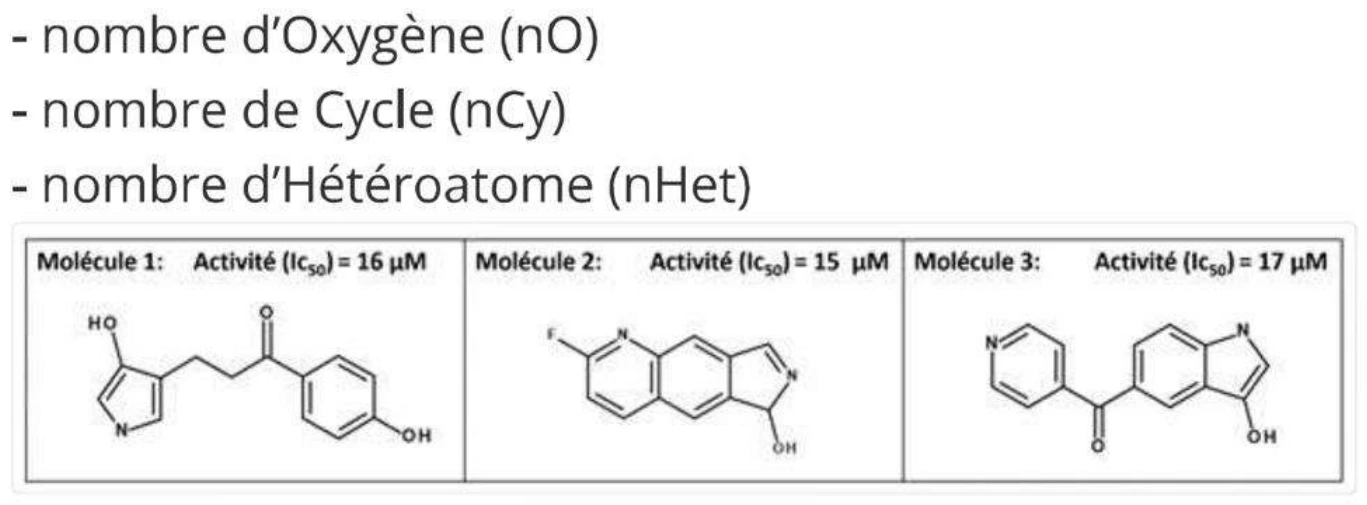 - nombre d'Oxygène (nO)
- nombre de Cycle (nCy)
- nombre d'Hétéroatome (nHet)
Molécule 1: Activité (Ic₅₀) = 16 µM
Molécule 2: Activité (Ic₅₀) = 15 µM
Molécule 3: Activité (Ic₅₀) = 17 µM
HO
O
N
OH
F
N
N
OH
N
N
O
OH